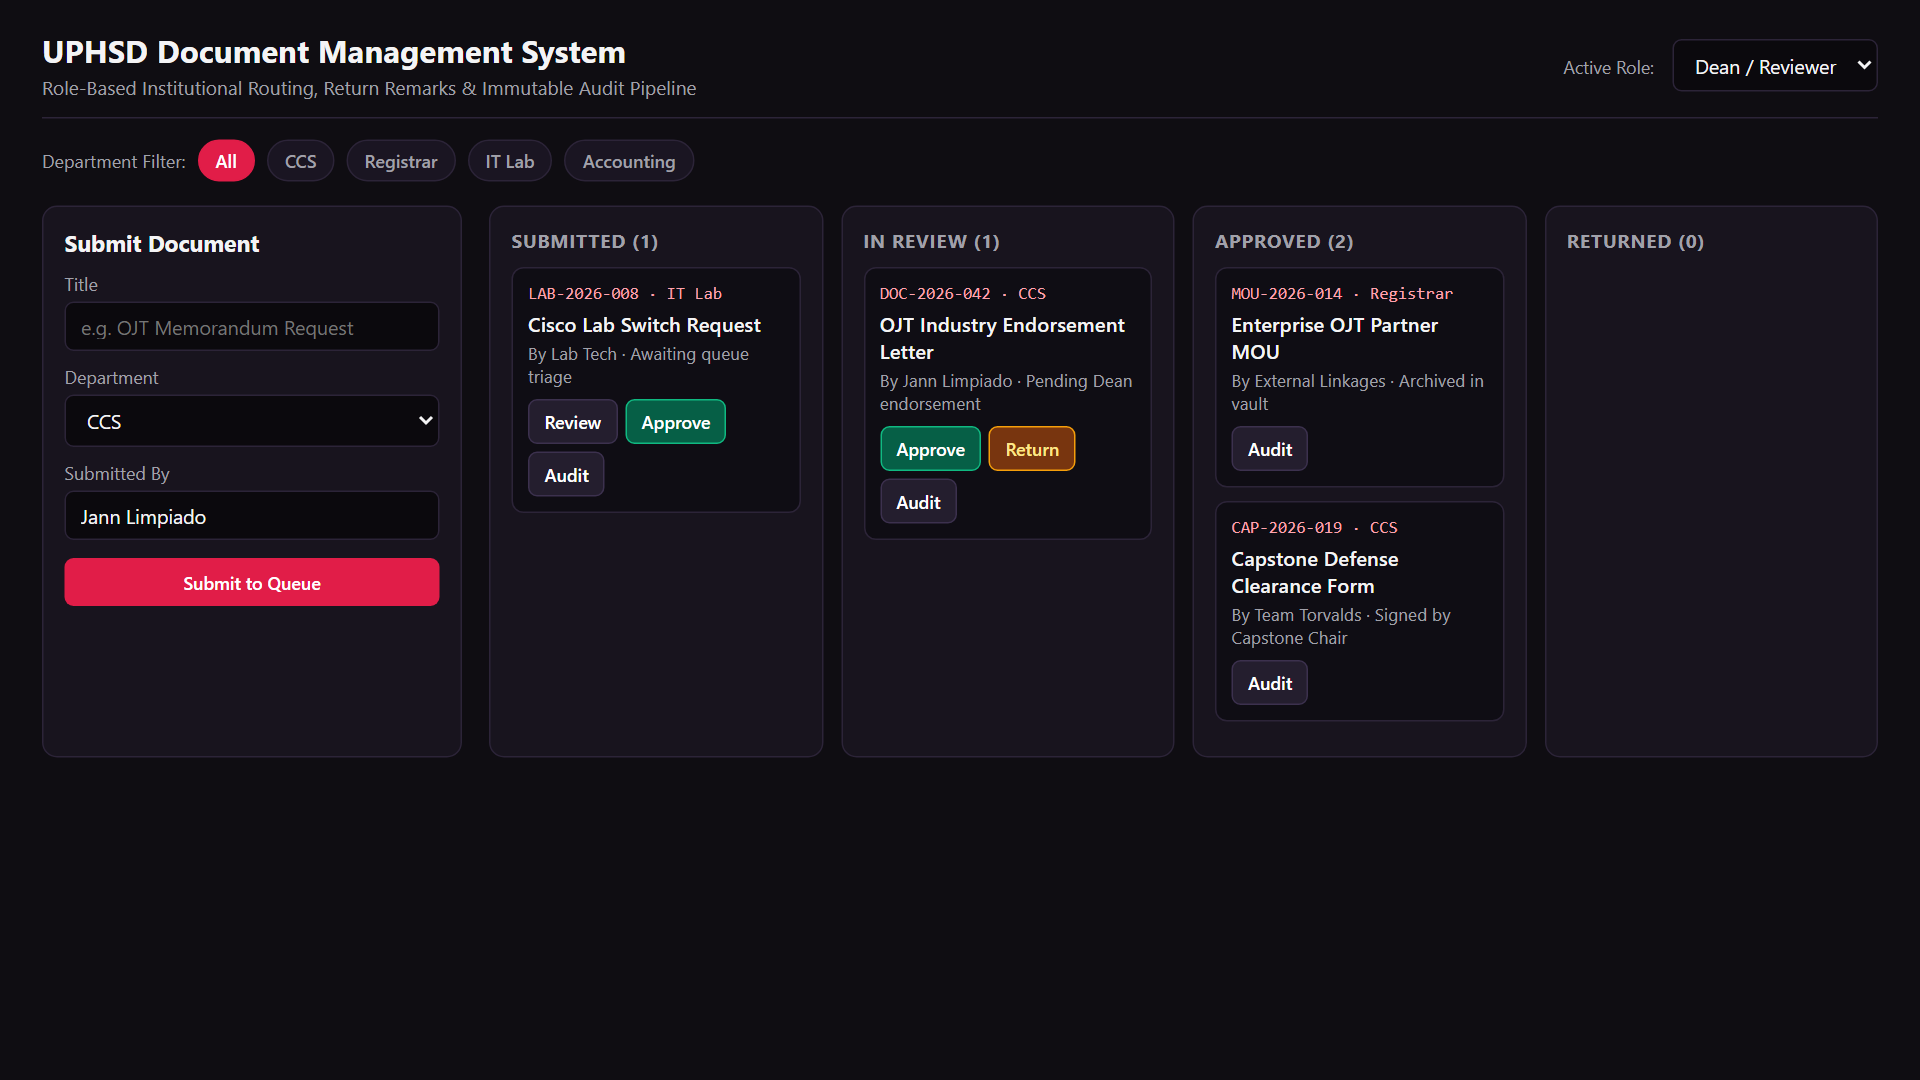 UPHSD Document Management System
Role-Based Institutional Routing, Return Remarks & Immutable Audit Pipeline
Active Role:
Dean / Reviewer
Department Filter:
All
CCS
Registrar
IT Lab
Accounting
Submit Document
Title
e.g. OJT Memorandum Request
Department
CCS
Submitted By
Jann Limpiado
Submit to Queue
SUBMITTED (1)
LAB-2026-008 · IT Lab
Cisco Lab Switch Request
By Lab Tech · Awaiting queue
triage
Review
Approve
Audit
IN REVIEW (1)
DOC-2026-042 · CCS
OJT Industry Endorsement
Letter
By Jann Limpiado · Pending Dean
endorsement
Approve
Return
Audit
APPROVED (2)
MOU-2026-014 · Registrar
Enterprise OJT Partner
MOU
By External Linkages · Archived in
vault
Audit
CAP-2026-019 · CCS
Capstone Defense
Clearance Form
By Team Torvalds · Signed by
Capstone Chair
Audit
RETURNED (0)